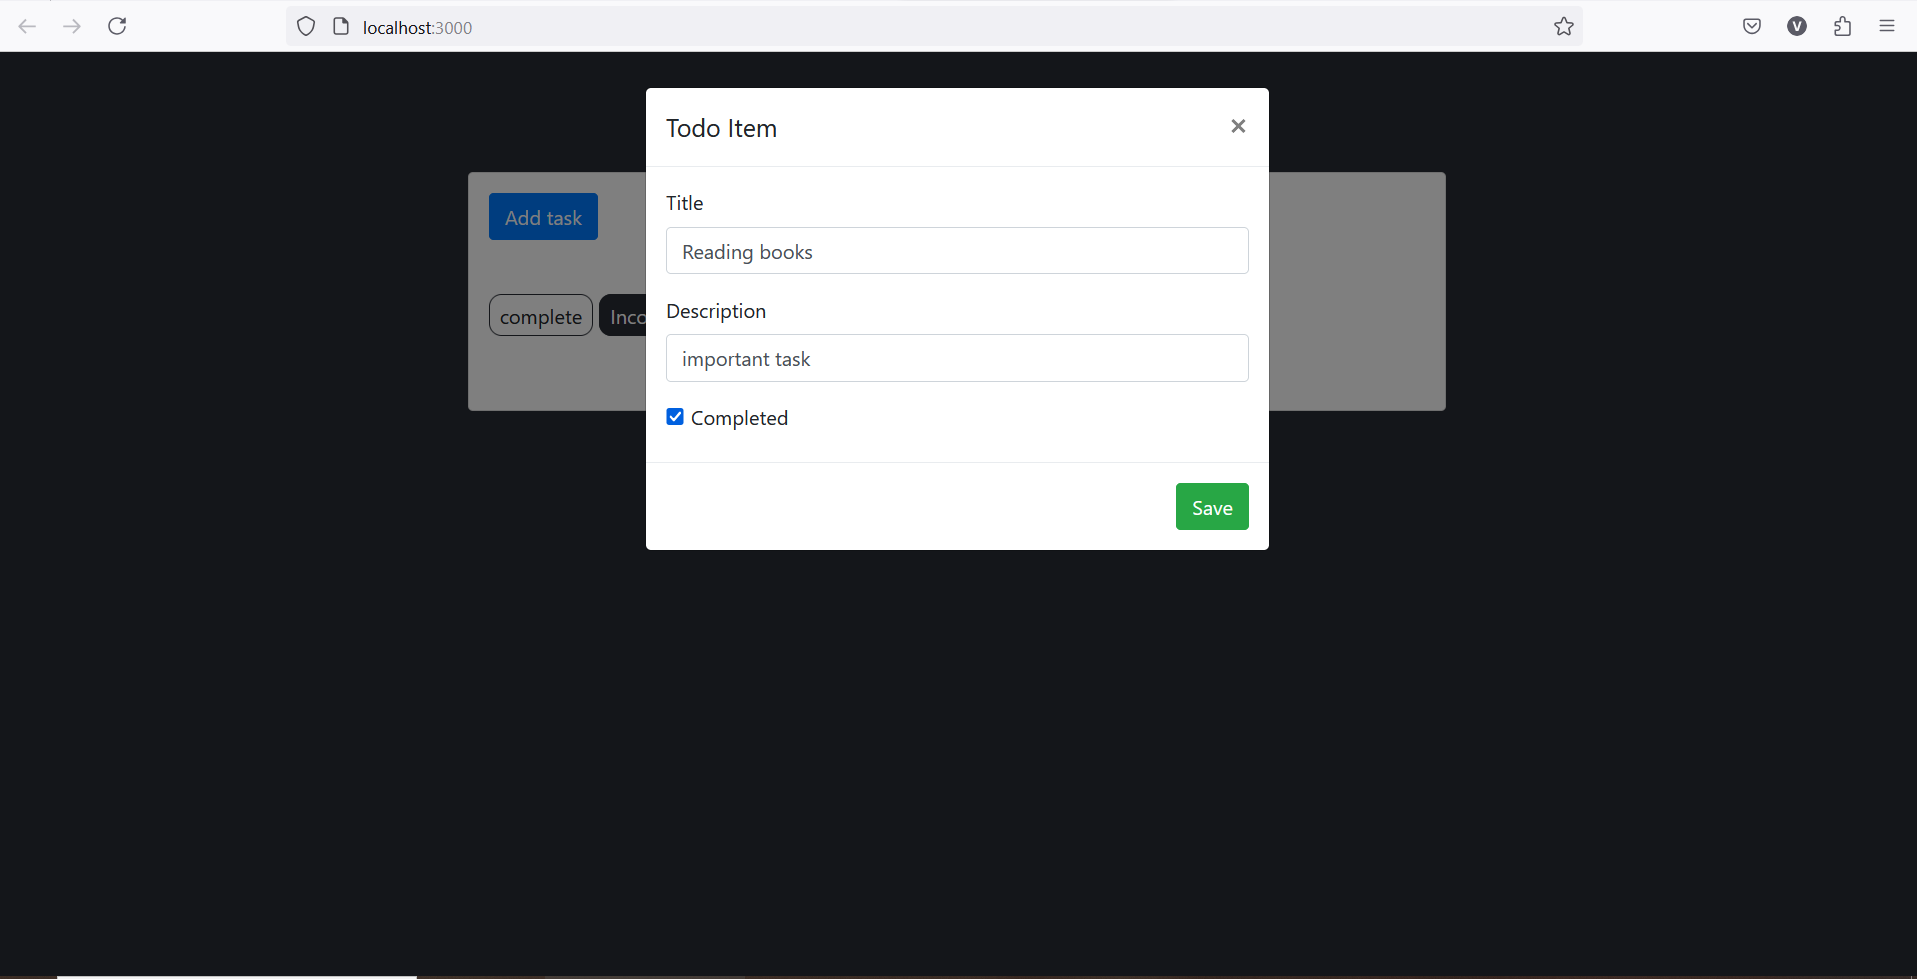 localhost:3000
V
Todo Item
×
Add task
Title
Reading books
complete
Inco
Description
important task
Completed
Save